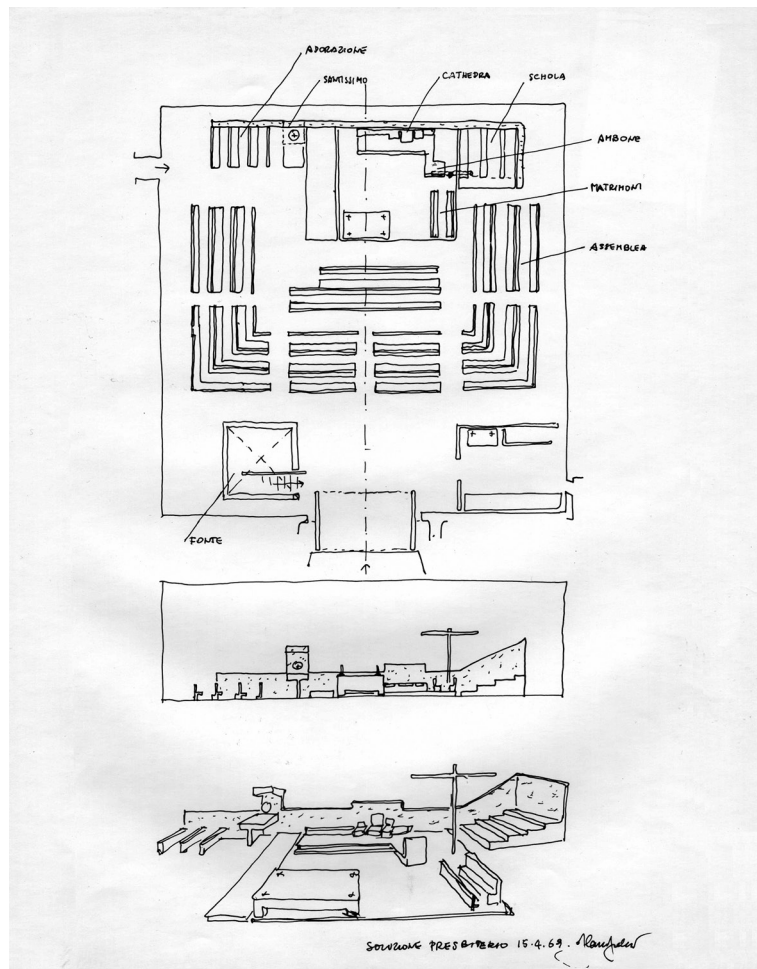 ADORAZIONE
SANTISSIMO
CATHEDRA
SCHOLA
AMBONE
MATRIMONI
ASSEMBLEA
FONTE
SOLUZIONE PRESBITERIO 15.4.69.